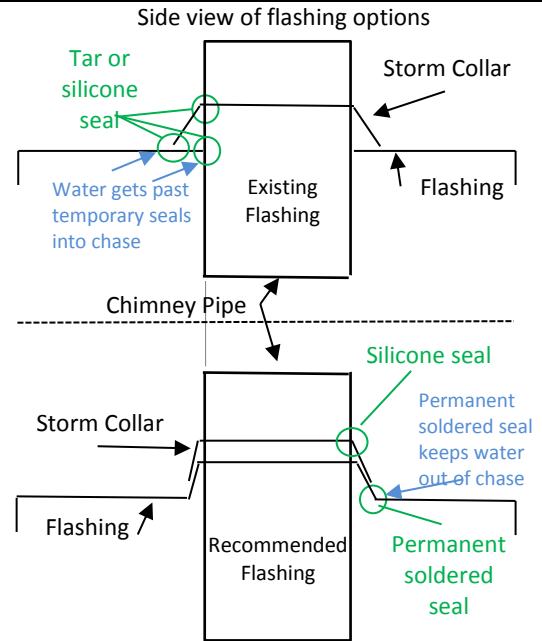 Side view of flashing options
Tar or
silicone
seal
Storm Collar
Water gets past
temporary seals
into chase
Existing
Flashing
Flashing
Chimney Pipe
Silicone seal
Storm Collar
Permanent
soldered seal
keeps water
out of chase
Flashing
Recommended
Flashing
Permanent
soldered
seal